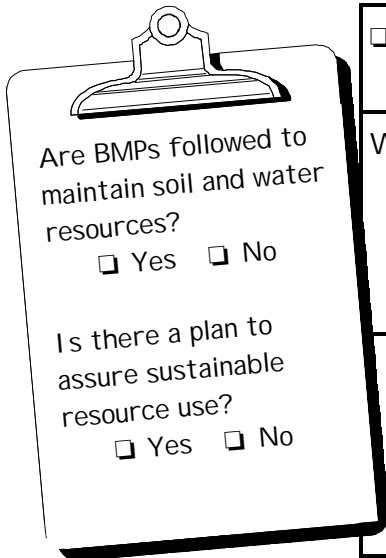 Are BMPs followed to
maintain soil and water
resources?
❏ Yes ❏ No
Is there a plan to
assure sustainable
resource use?
❏ Yes ❏ No
❏
W